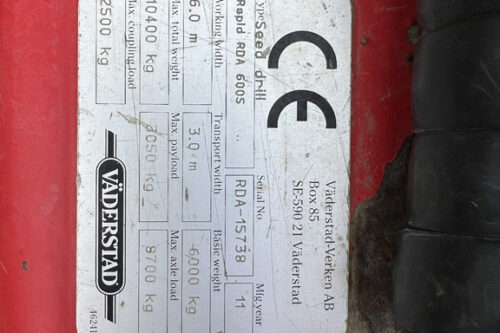 CE
Väderstad-Verken AB
Box 85
SE-590 21 Väderstad
Type Seed drill
Serial No.
Mfg.year
Rapid RDA 600S
RDA-15738
11
Working width
Transport width
Basic weight
6.0 m
3.0 m
6000 kg
Max. total weight
Max. payload
Max. axle load
10400 kg
3050 kg
8700 kg
Max. coupling load
2500 kg
VÄDERSTAD